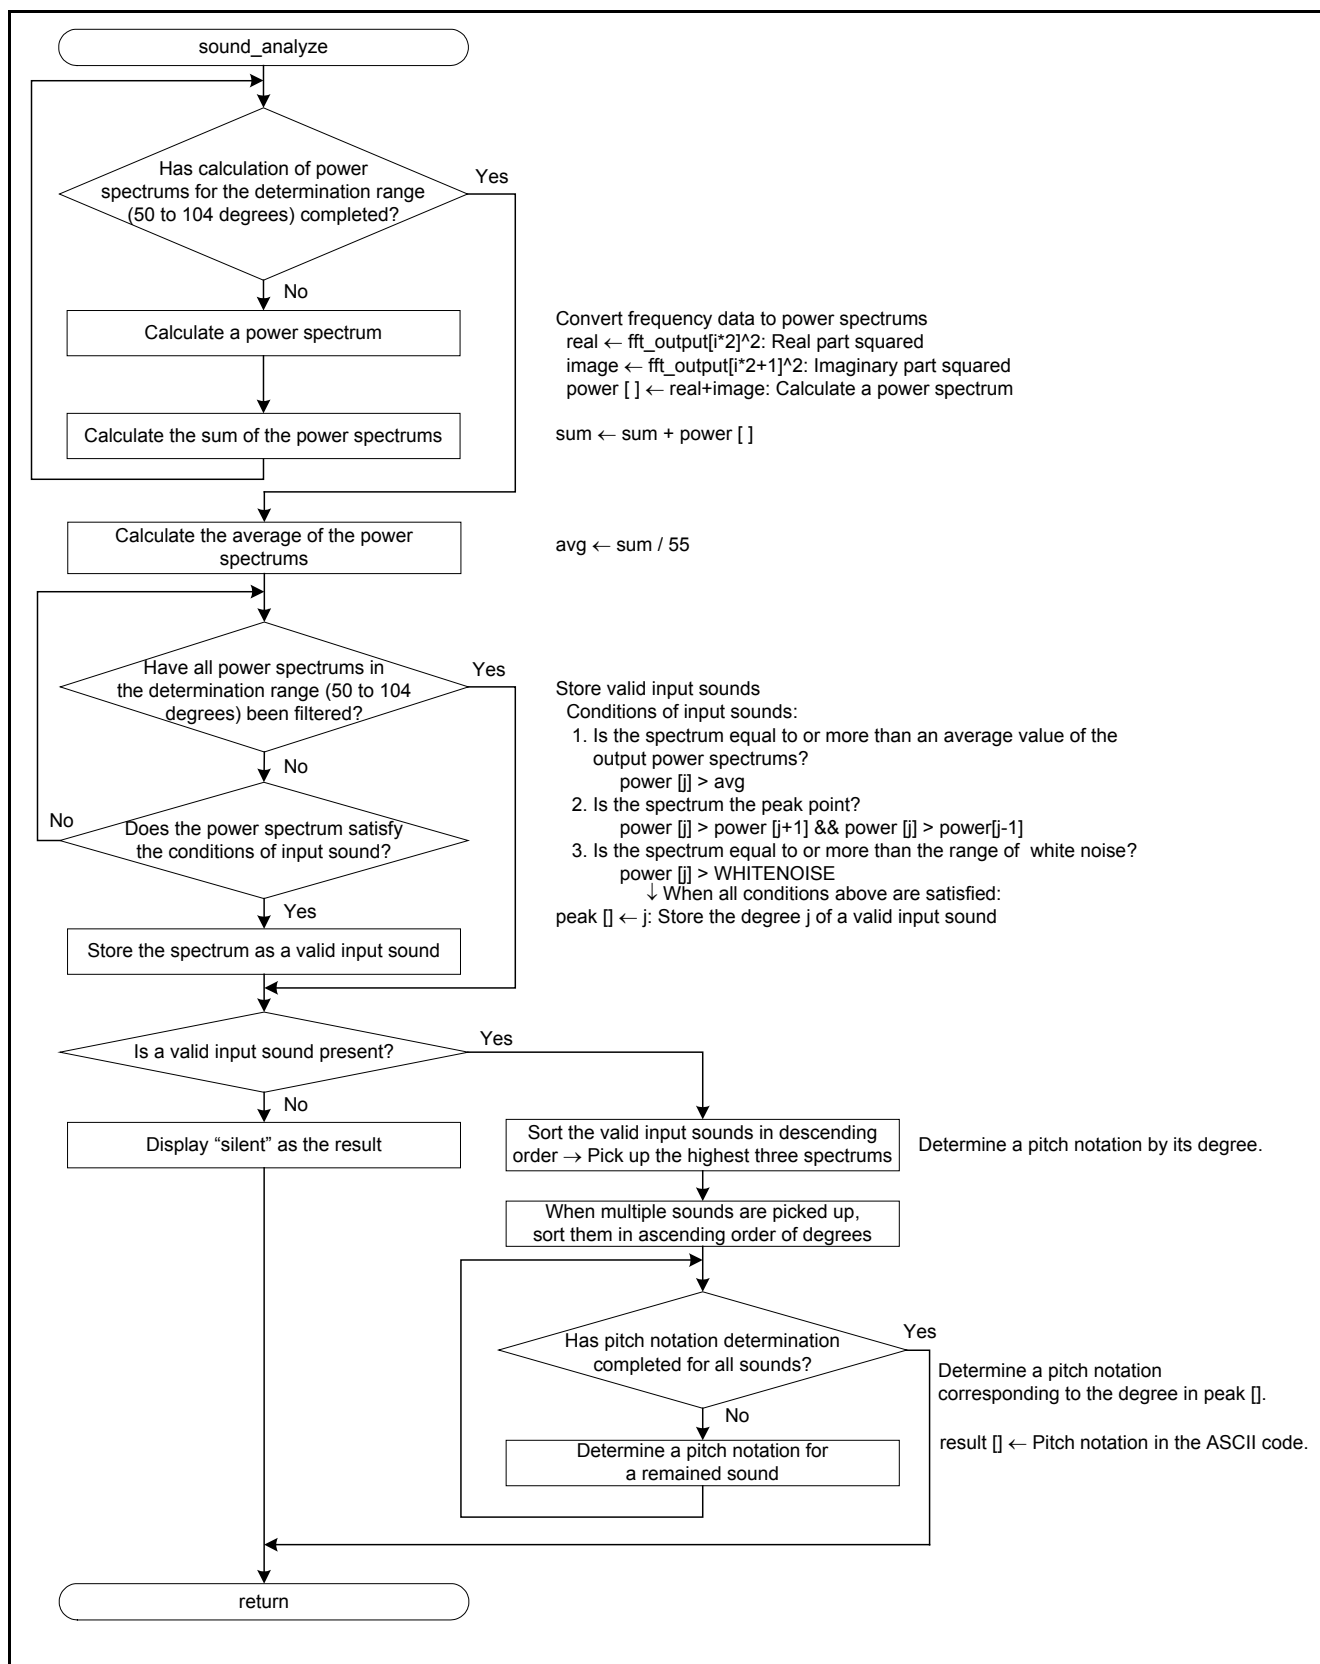 sound_analyze
Has calculation of power
spectrums for the determination range
(50 to 104 degrees) completed?
Yes
No
Calculate a power spectrum
Convert frequency data to power spectrums
real ← fft_output[i*2]^2: Real part squared
image ← fft_output[i*2+1]^2: Imaginary part squared
power [ ] ← real+image: Calculate a power spectrum
Calculate the sum of the power spectrums
sum ← sum + power [ ]
Calculate the average of the power
spectrums
avg ← sum / 55
Have all power spectrums in
the determination range (50 to 104
degrees) been filtered?
Yes
No
Store valid input sounds
Conditions of input sounds:
1. Is the spectrum equal to or more than an average value of the
output power spectrums?
power [j] > avg
2. Is the spectrum the peak point?
power [j] > power [j+1] && power [j] > power[j-1]
3. Is the spectrum equal to or more than the range of white noise?
power [j] > WHITENOISE
↓ When all conditions above are satisfied:
peak [] ← j: Store the degree j of a valid input sound
No
Does the power spectrum satisfy
the conditions of input sound?
Yes
Store the spectrum as a valid input sound
Is a valid input sound present?
Yes
No
Display “silent” as the result
Sort the valid input sounds in descending
order → Pick up the highest three spectrums
Determine a pitch notation by its degree.
When multiple sounds are picked up,
sort them in ascending order of degrees
Has pitch notation determination
completed for all sounds?
Yes
No
Determine a pitch notation
corresponding to the degree in peak [].
result [] ← Pitch notation in the ASCII code.
Determine a pitch notation for
a remained sound
return